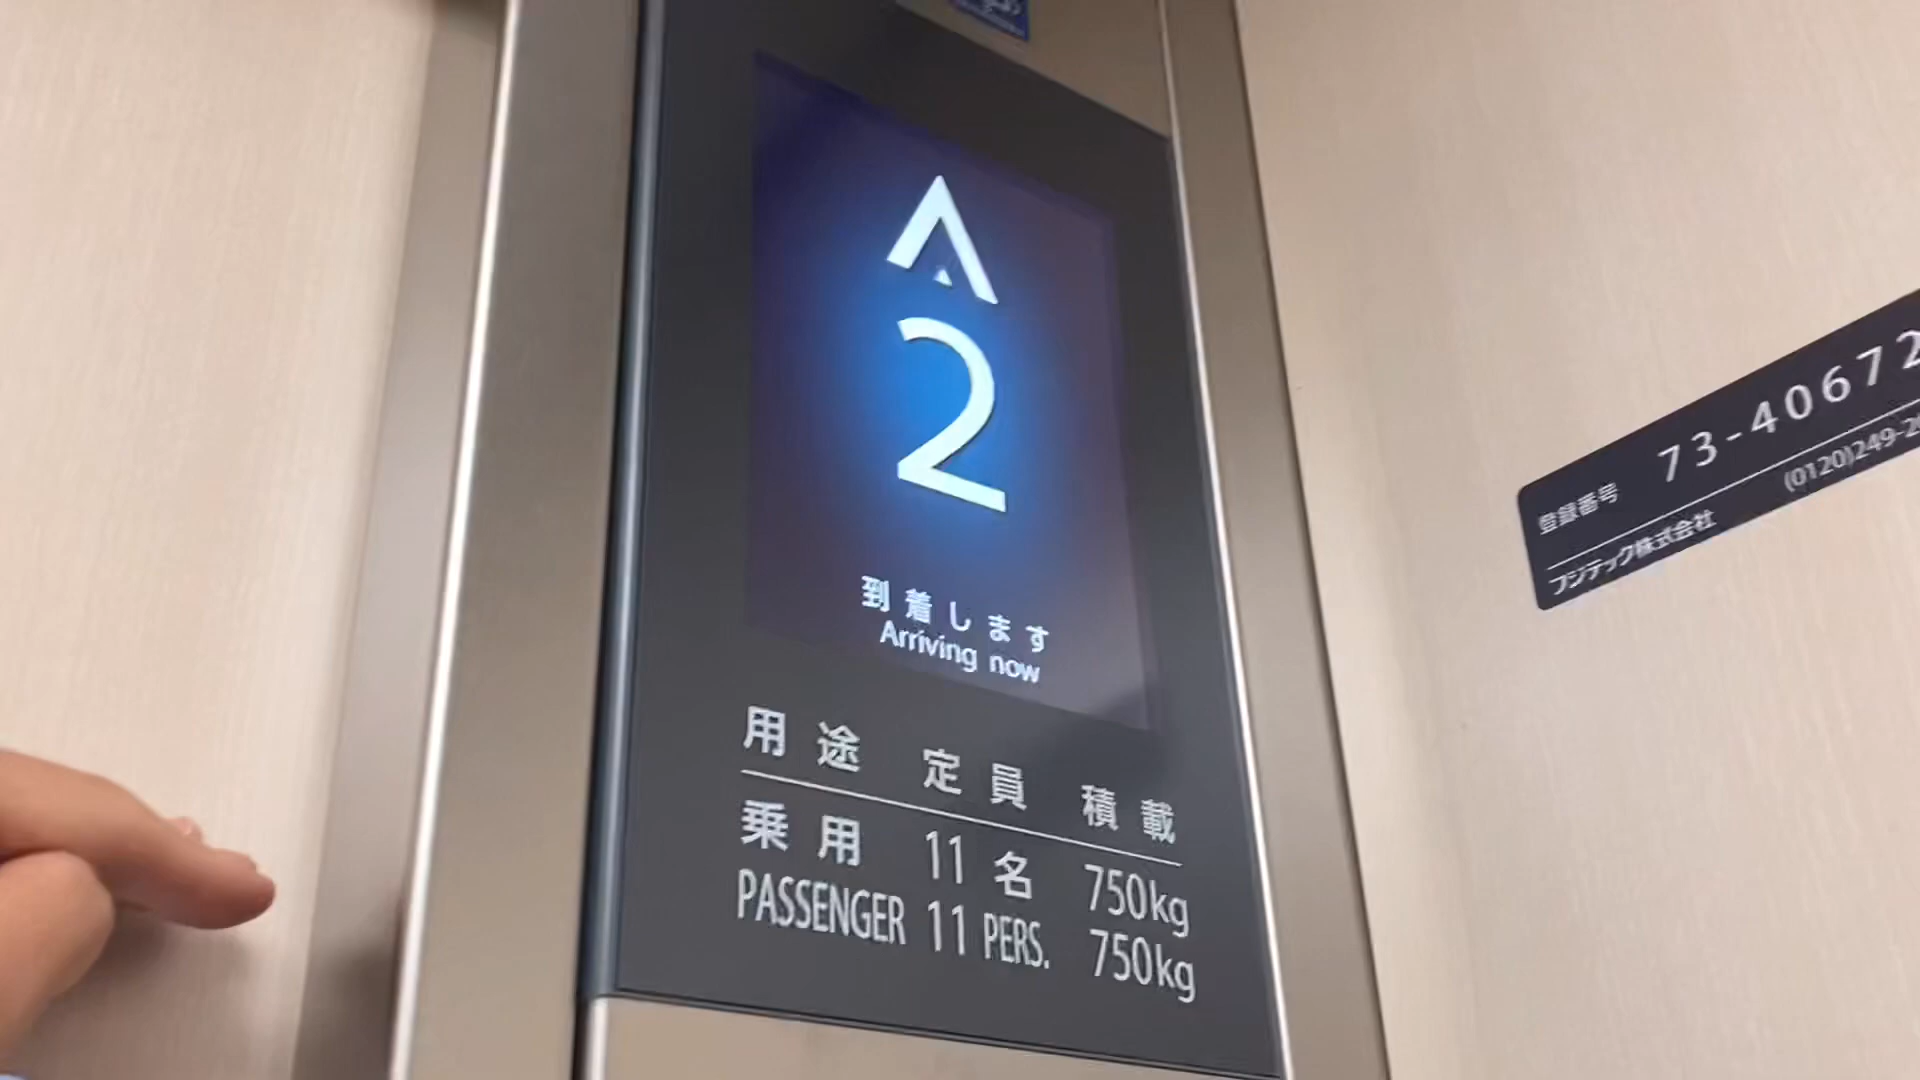 2
到着します
Arriving now
用途 定員 積載
乗用 11名 750kg
PASSENGER 11 PERS. 750kg
登録番号 73-40672
フジテック株式会社 (0120)249-2